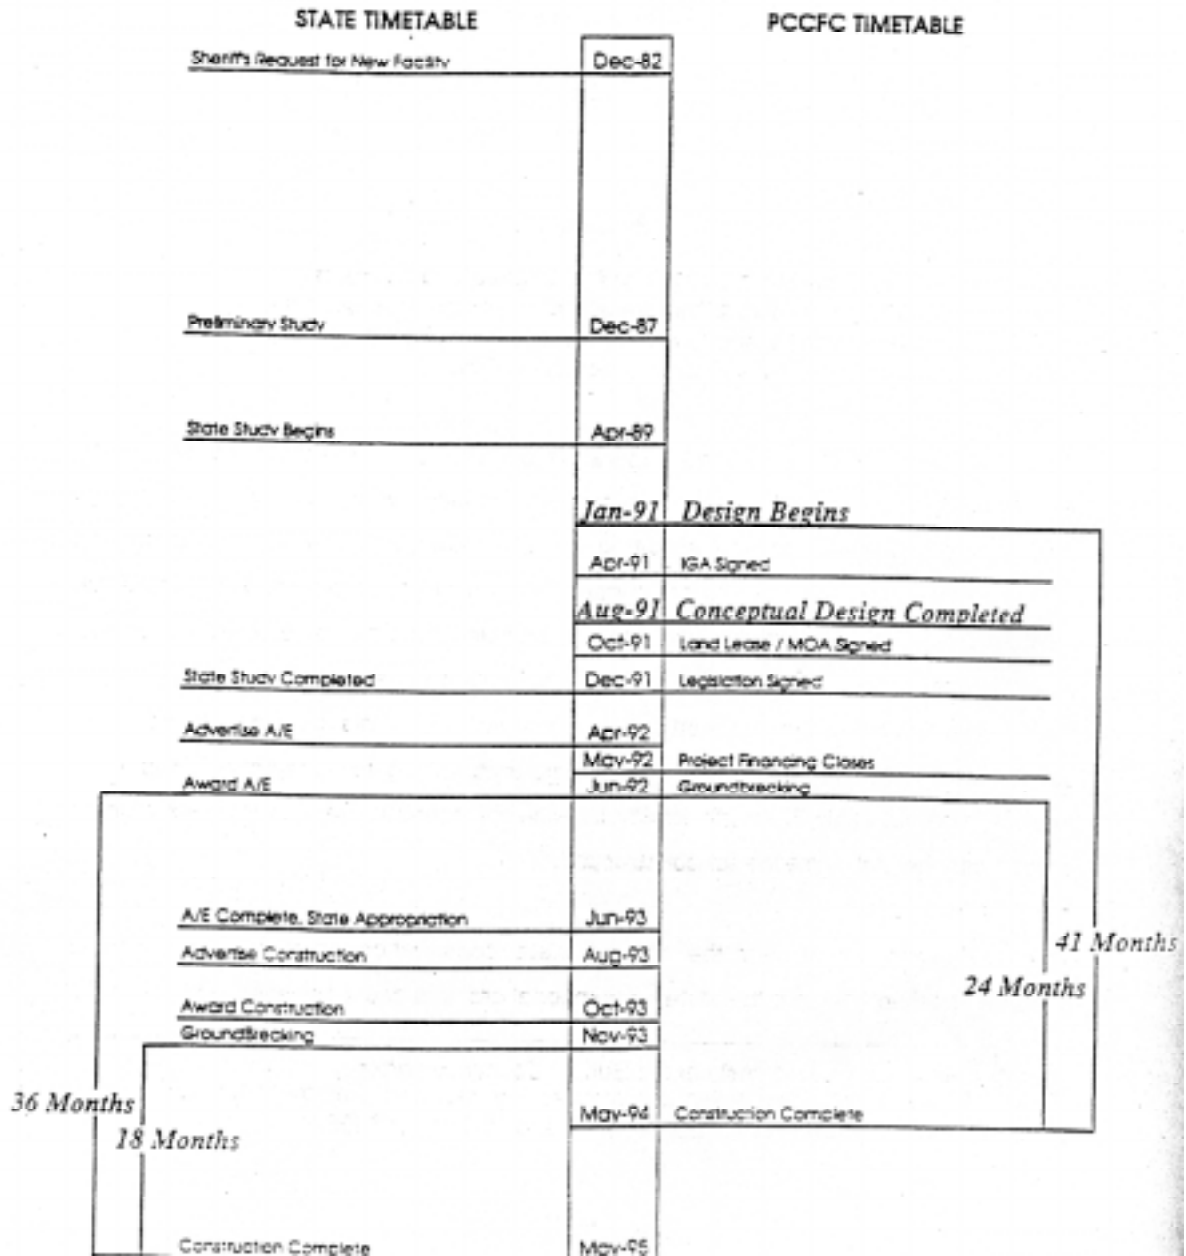 STATE TIMETABLE
PCCFC TIMETABLE
Sheriff's Request for New Facility Dec-82
Preliminary Study Dec-87
State Study Begins Apr-89
Jan-91 Design Begins
Apr-91 IGA Signed
Aug-91 Conceptual Design Completed
Oct-91 Land Lease / MOA Signed
State Study Completed Dec-91 Legislation Signed
Advertise A/E Apr-92
May-92 Project Financing Closes
Award A/E Jun-92 Groundbreaking
A/E Complete, State Appropriation Jun-93
41 Months
Advertise Construction Aug-93
24 Months
Award Construction Oct-93
GroundBreaking Nov-93
36 Months
May-94 Construction Complete
18 Months
Construction Complete May-95